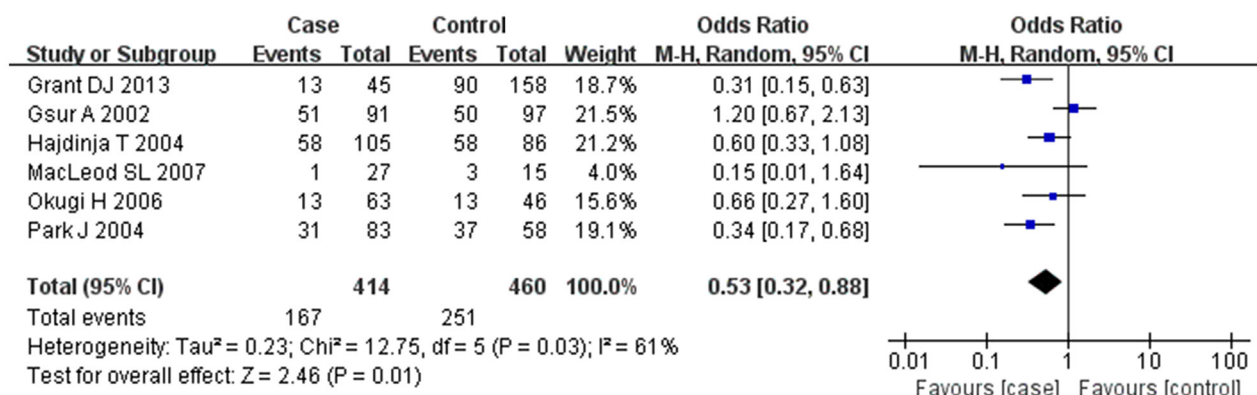 Case Control Odds Ratio Odds Ratio
Study or Subgroup Events Total Events Total Weight M-H, Random, 95% CI M-H, Random, 95% CI
Grant DJ 2013 13 45 90 158 18.7% 0.31 [0.15, 0.63]
Gsur A 2002 51 91 50 97 21.5% 1.20 [0.67, 2.13]
Hajdinja T 2004 58 105 58 86 21.2% 0.60 [0.33, 1.08]
MacLeod SL 2007 1 27 3 15 4.0% 0.15 [0.01, 1.64]
Okugi H 2006 13 63 13 46 15.6% 0.66 [0.27, 1.60]
Park J 2004 31 83 37 58 19.1% 0.34 [0.17, 0.68]
Total (95% CI) 414 460 100.0% 0.53 [0.32, 0.88]
Total events 167 251
Heterogeneity: Tau² = 0.23; Chi² = 12.75, df = 5 (P = 0.03); I² = 61%
Test for overall effect: Z = 2.46 (P = 0.01)
0.01 0.1 1 10 100
Favours [case] Favours [control]